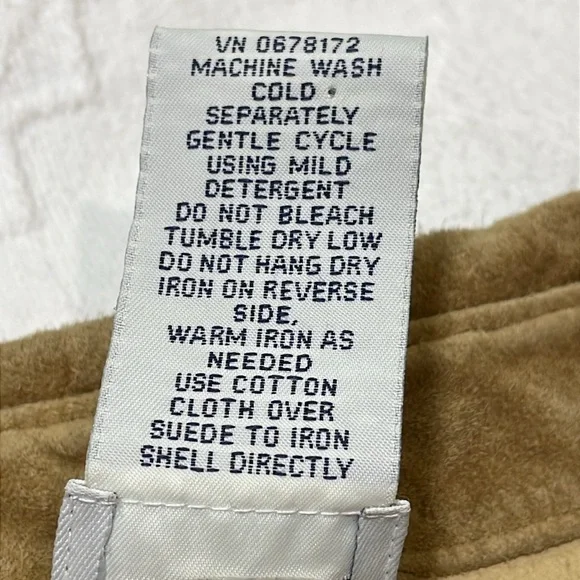 VN 0678172
MACHINE WASH
COLD
SEPARATELY
GENTLE CYCLE
USING MILD
DETERGENT
DO NOT BLEACH
TUMBLE DRY LOW
DO NOT HANG DRY
IRON ON REVERSE
SIDE,
WARM IRON AS
NEEDED
USE COTTON
CLOTH OVER
SUEDE TO IRON
SHELL DIRECTLY